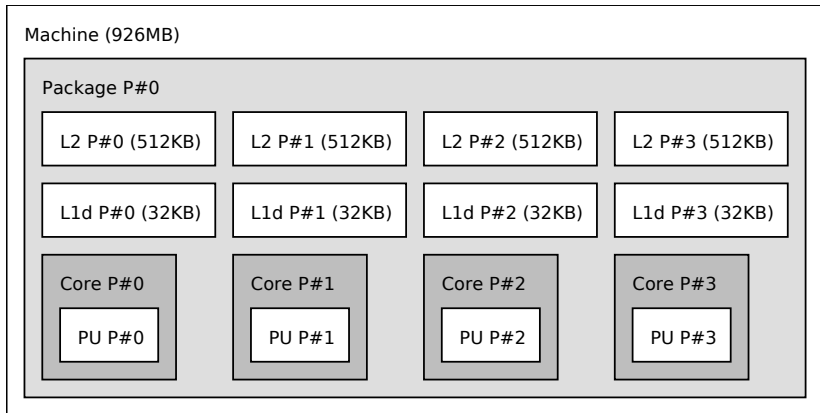 Machine (926MB)
Package P#0
L2 P#0 (512KB) L2 P#1 (512KB) L2 P#2 (512KB) L2 P#3 (512KB)
L1d P#0 (32KB) L1d P#1 (32KB) L1d P#2 (32KB) L1d P#3 (32KB)
Core P#0 Core P#1 Core P#2 Core P#3
PU P#0 PU P#1 PU P#2 PU P#3